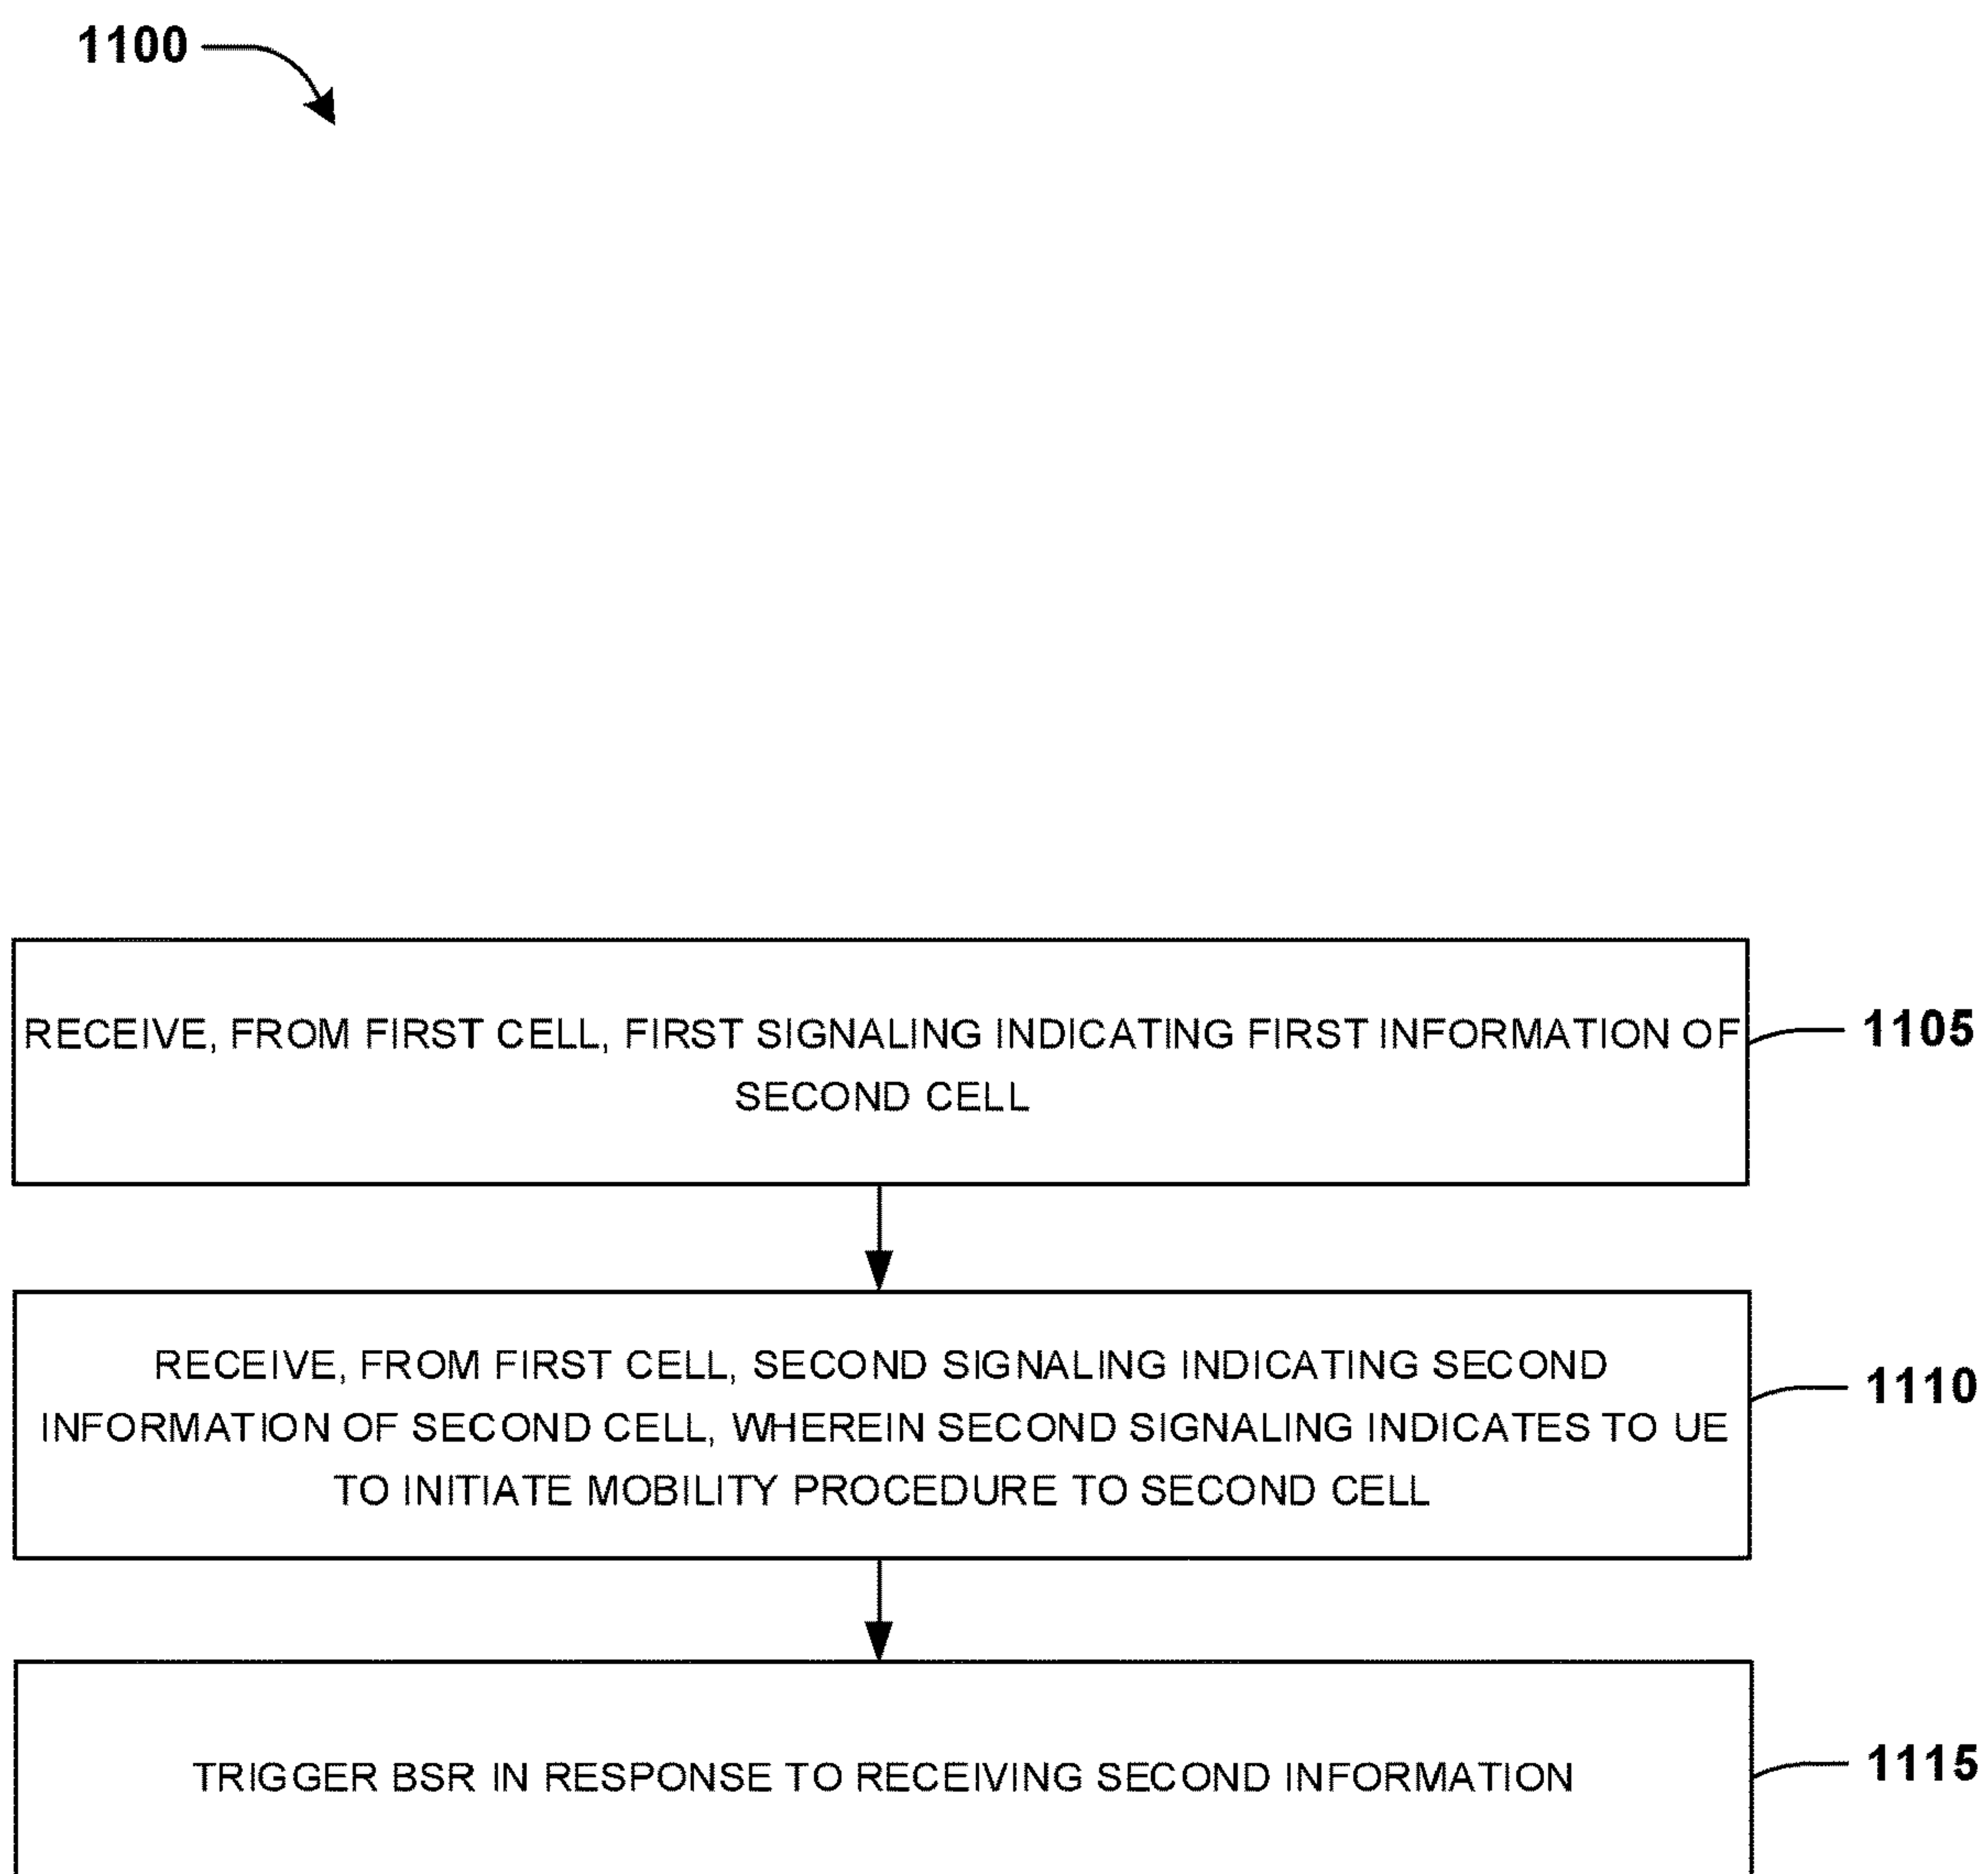 1100
RECEIVE, FROM FIRST CELL, FIRST SIGNALING INDICATING FIRST INFORMATION OF
SECOND CELL
1105
RECEIVE, FROM FIRST CELL, SECOND SIGNALING INDICATING SECOND
INFORMATION OF SECOND CELL, WHEREIN SECOND SIGNALING INDICATES TO UE
TO INITIATE MOBILITY PROCEDURE TO SECOND CELL
1110
TRIGGER BSR IN RESPONSE TO RECEIVING SECOND INFORMATION
1115